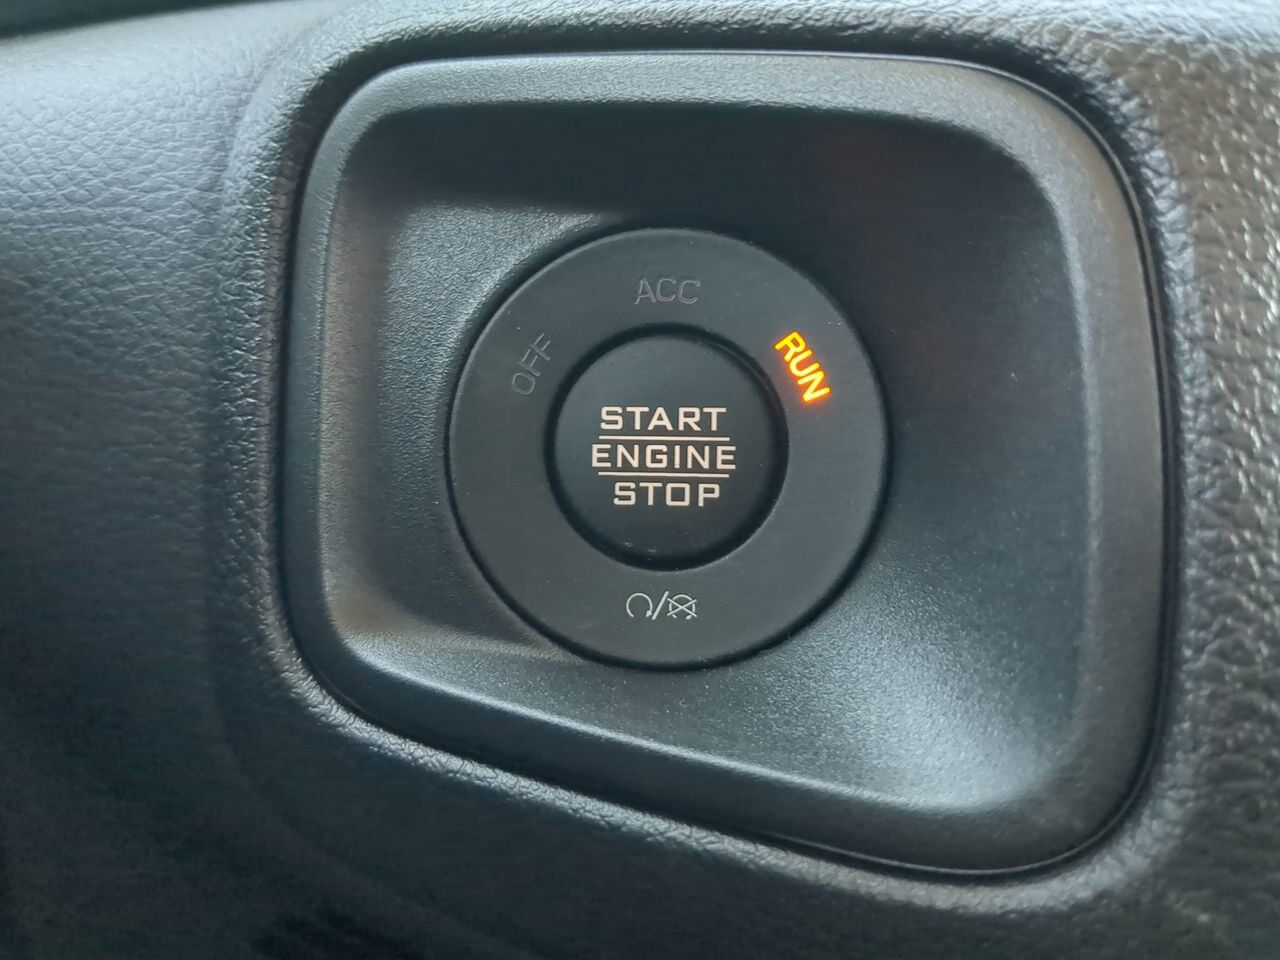 ACC
OFF
RUN
START
ENGINE
STOP